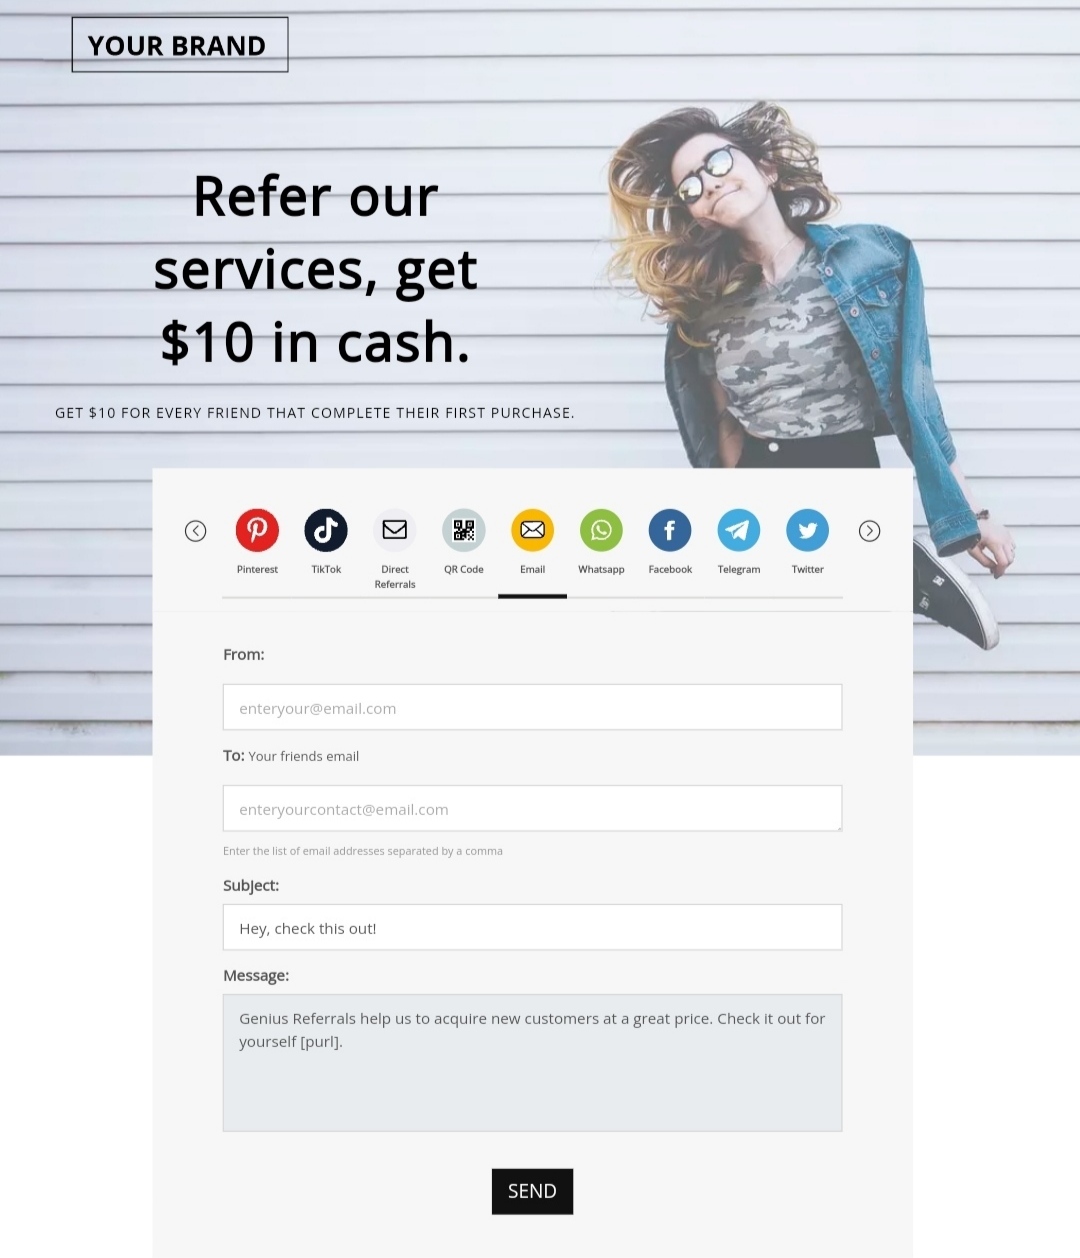 YOUR BRAND
Refer our
services, get
$10 in cash.
GET $10 FOR EVERY FRIEND THAT COMPLETE THEIR FIRST PURCHASE.
Pinterest
TikTok
Direct
Referrals
QR Code
Email
Whatsapp
Facebook
Telegram
Twitter
From:
enteryour@email.com
To: Your friends email
enteryourcontact@email.com
Enter the list of email addresses separated by a comma
Subject:
Hey, check this out!
Message:
Genius Referrals help us to acquire new customers at a great price. Check it out for
yourself [purl].
SEND